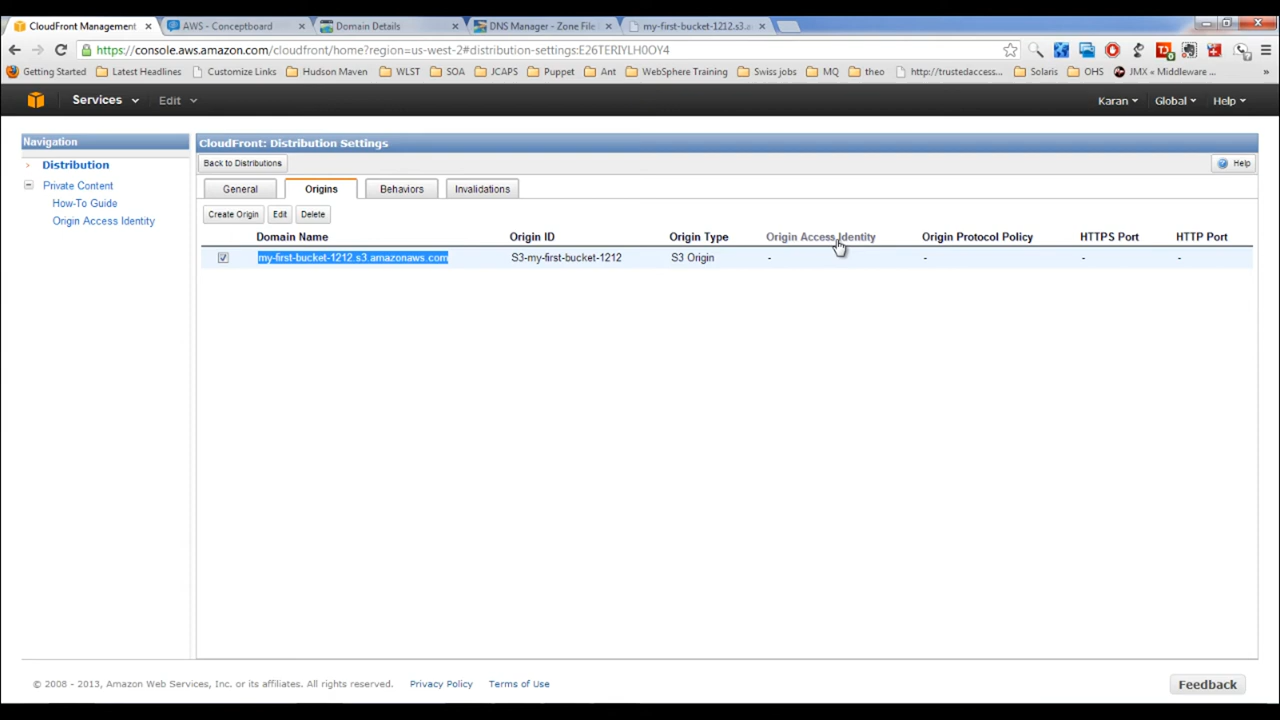 CloudFront Management
AWS - Conceptboard
Domain Details
DNS Manager - Zone File
my-first-bucket-1212.s3.a
https://console.aws.amazon.com/cloudfront/home?region=us-west-2#distribution-settings:E26TERIYLH0OY4
Getting Started Latest Headlines Customize Links Hudson Maven WLST SOA JCAPS Puppet Ant WebSphere Training Swiss jobs MQ theo http://trustedaccess... Solaris OHS JMX « Middleware ... »
Services Edit Karan Global Help
Navigation
Distribution
Private Content
How-To Guide
Origin Access Identity
CloudFront: Distribution Settings
Back to Distributions Help
General Origins Behaviors Invalidations
Create Origin Edit Delete
Domain Name Origin ID Origin Type Origin Access Identity Origin Protocol Policy HTTPS Port HTTP Port
my-first-bucket-1212.s3.amazonaws.com S3-my-first-bucket-1212 S3 Origin - - - -
© 2008 - 2013, Amazon Web Services, Inc. or its affiliates. All rights reserved. Privacy Policy Terms of Use
Feedback